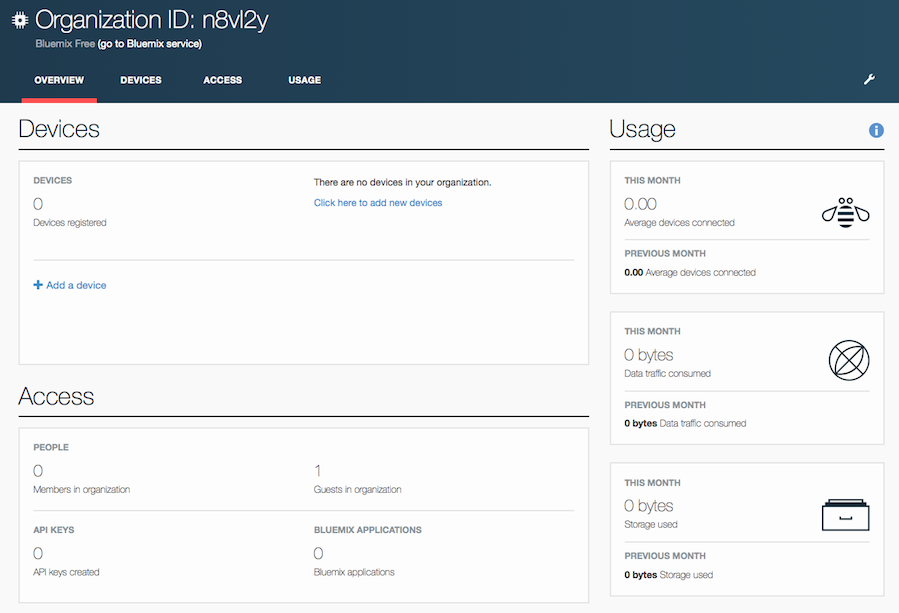 Organization ID: n8vl2y
Bluemix Free (go to Bluemix service)
OVERVIEW DEVICES ACCESS USAGE
Devices
DEVICES
0
Devices registered
There are no devices in your organization.
Click here to add new devices
+ Add a device
Access
PEOPLE
0
Members in organization
1
Guests in organization
API KEYS
0
API keys created
BLUEMIX APPLICATIONS
0
Bluemix applications
Usage
THIS MONTH
0.00
Average devices connected
PREVIOUS MONTH
0.00 Average devices connected
THIS MONTH
0 bytes
Data traffic consumed
PREVIOUS MONTH
0 bytes Data traffic consumed
THIS MONTH
0 bytes
Storage used
PREVIOUS MONTH
0 bytes Storage used